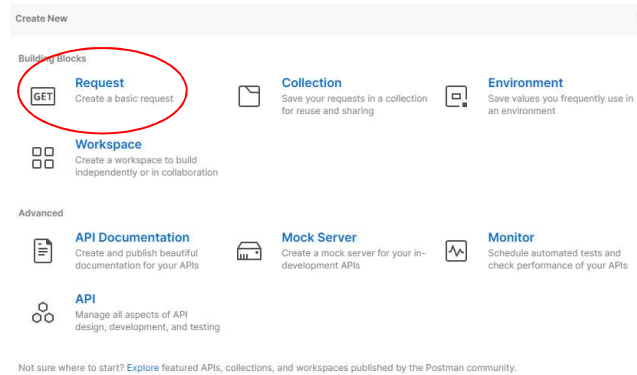 Create New
Building Blocks
Request
Collection
Environment
GET
Create a basic request
Save your requests in a collection
for reuse and sharing
Save values you frequently use in
an environment
Workspace
Create a workspace to build
independently or in collaboration
Advanced
API Documentation
Mock Server
Monitor
Create and publish beautiful
documentation for your APIs
Create a mock server for your in-
development APIs
Schedule automated tests and
check performance of your APIs
API
Manage all aspects of API
design, development, and testing
Not sure where to start? Explore featured APIs, collections, and workspaces published by the Postman community.